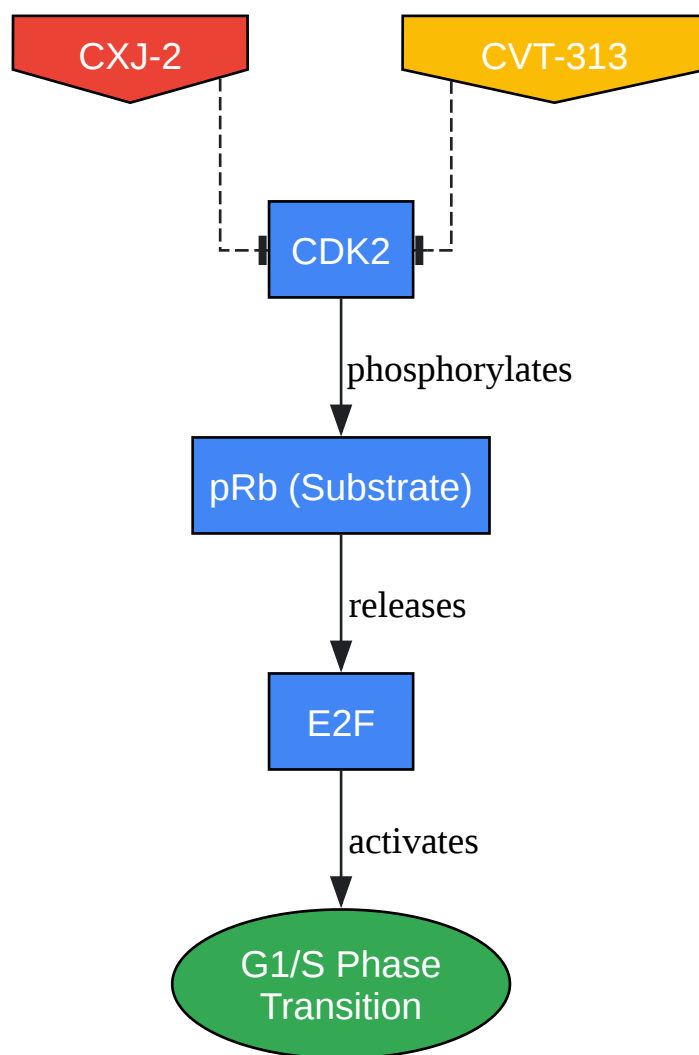 CXJ-2
CVT-313
CDK2
phosphorylates
pRb (Substrate)
releases
E2F
activates
G1/S Phase
Transition